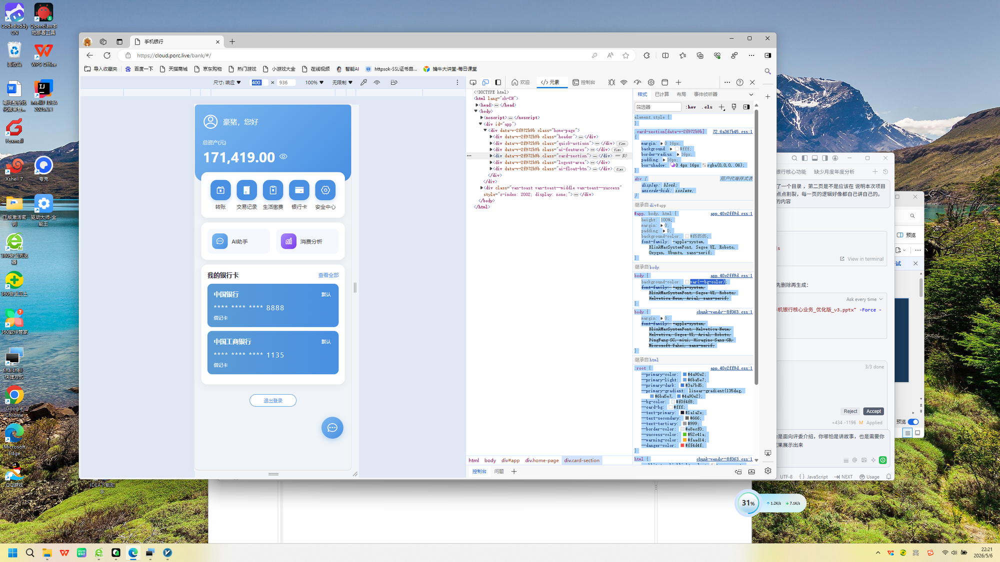 CodeBuddy CN
Openclaw本地部署工具
回收站
WPS Office
IntelliJ IDEA 2025.3.1
Foxmail
Xshell 7
夸克
正版激活密钥
驱动大师-全能王
360安全浏览器
360安全卫士
360软件管家
finalshell 快捷方式
Google Chrome
Microsoft Edge
QQ游戏
手机银行
https://cloud.porc.live/bank/#/
导入收藏夹
百度一下
天猫商城
京东购物
热门游戏
小游戏大全
在线视频
智能AI
httpsok-SSL证书自...
擒牛大讲堂-每日课堂
尺寸: 响应 400 × 936 100% 无限制
豪猪，您好
总资产(元)
171,419.00
转账
交易记录
生活缴费
银行卡
安全中心
AI助手
消费分析
我的银行卡
查看全部
中国银行
默认
**** **** **** 8888
借记卡
中国工商银行
默认
**** **** **** 1135
借记卡
退出登录
欢迎
</> 元素
控制台
<!DOCTYPE html>
<html lang="zh-CN">
<head> … </head>
<body>
<noscript> … </noscript>
<div id="app">
<div data-v-2f972b9b class="home-page">
<div data-v-2f972b9b class="header"> … </div>
<div data-v-2f972b9b class="quick-actions"> … </div> flex
<div data-v-2f972b9b class="ai-features"> … </div> flex
<div data-v-2f972b9b class="card-section"> … </div> == $0
<div data-v-2f972b9b class="logout-area"> … </div>
<div data-v-2f972b9b class="ai-float-btn"> … </div> flex
</div>
</div>
<div class="van-toast van-toast--middle van-toast--success"
style="z-index: 2002; display: none;"> … </div>
</body>
</html>
html body div#app div.home-page div.card-section
控制台 问题
样式 已计算 布局 事件侦听器
筛选器 :hov .cls
element.style {
}
.card-section[data-v-2f972b9b] 72.6a367b45.css:1
{
margin: 0 16px;
background: #fff;
border-radius: 16px;
padding: 16px;
box-shadow: 0 4px 16px rgba(0,0,0,.06);
}
div { 用户代理样式表
display: block;
unicode-bidi: isolate;
}
继承自 div#app
#app, body, html { app.40c2ff9d.css:1
height: 100%;
margin: 0;
padding: 0;
background-color: #f5f5f5;
font-family: -apple-system,
BlinkMacSystemFont, Segoe UI, Roboto,
Oxygen, Ubuntu, sans-serif;
}
继承自 body
body { app.40c2ff9d.css:1
background-color: var(--bg-color);
font-family: -apple-system,
BlinkMacSystemFont, Segoe UI, Roboto,
Helvetica Neue, Arial, sans-serif;
}
body { chunk-vendo…8f063.css:1
margin: 0;
font-family: -apple-system,
BlinkMacSystemFont, Helvetica Neue,
Helvetica, Segoe UI, Arial, Roboto,
PingFang SC, miui, Hiragino Sans GB,
Microsoft Yahei, sans-serif;
}
继承自 html
:root { app.40c2ff9d.css:1
--primary-color: #4a90e2;
--primary-light: #6ba5e7;
--primary-dark: #3a7bd5;
--primary-gradient: linear-gradient(135deg,
#6ba5e7, #4a90e2);
--bg-color: #f0f4f8;
--card-bg: #fff;
--text-primary: #1a1a2e;
--text-secondary: #666;
--text-tertiary: #999;
--border-color: #e8ecf0;
--success-color: #52c41a;
--warning-color: #faad14;
--danger-color: #ff4d4f;
}
html { chunk-vendo…8f063.css:1
银行核心功能
缺少月度年度分析
了一个目录，第二页是不是应该在 说明本次项目
点点割裂，每一页的逻辑好像都自己讲自己的。
的内容
View in terminal
先删除再生成：
Ask every time
手机银行核心业务_优化版_v3.pptx" -Force -
3/3 done
Reject Accept
+434 -1196 M Applied
是面向评委介绍，你哪怕是讲故事，也是需要你
果展示出来
UTF-8 { } JavaScript NEXT Usage
预览
试
预览
31%
1.2K/s
7.1K/s
英
22:21
2026/5/6